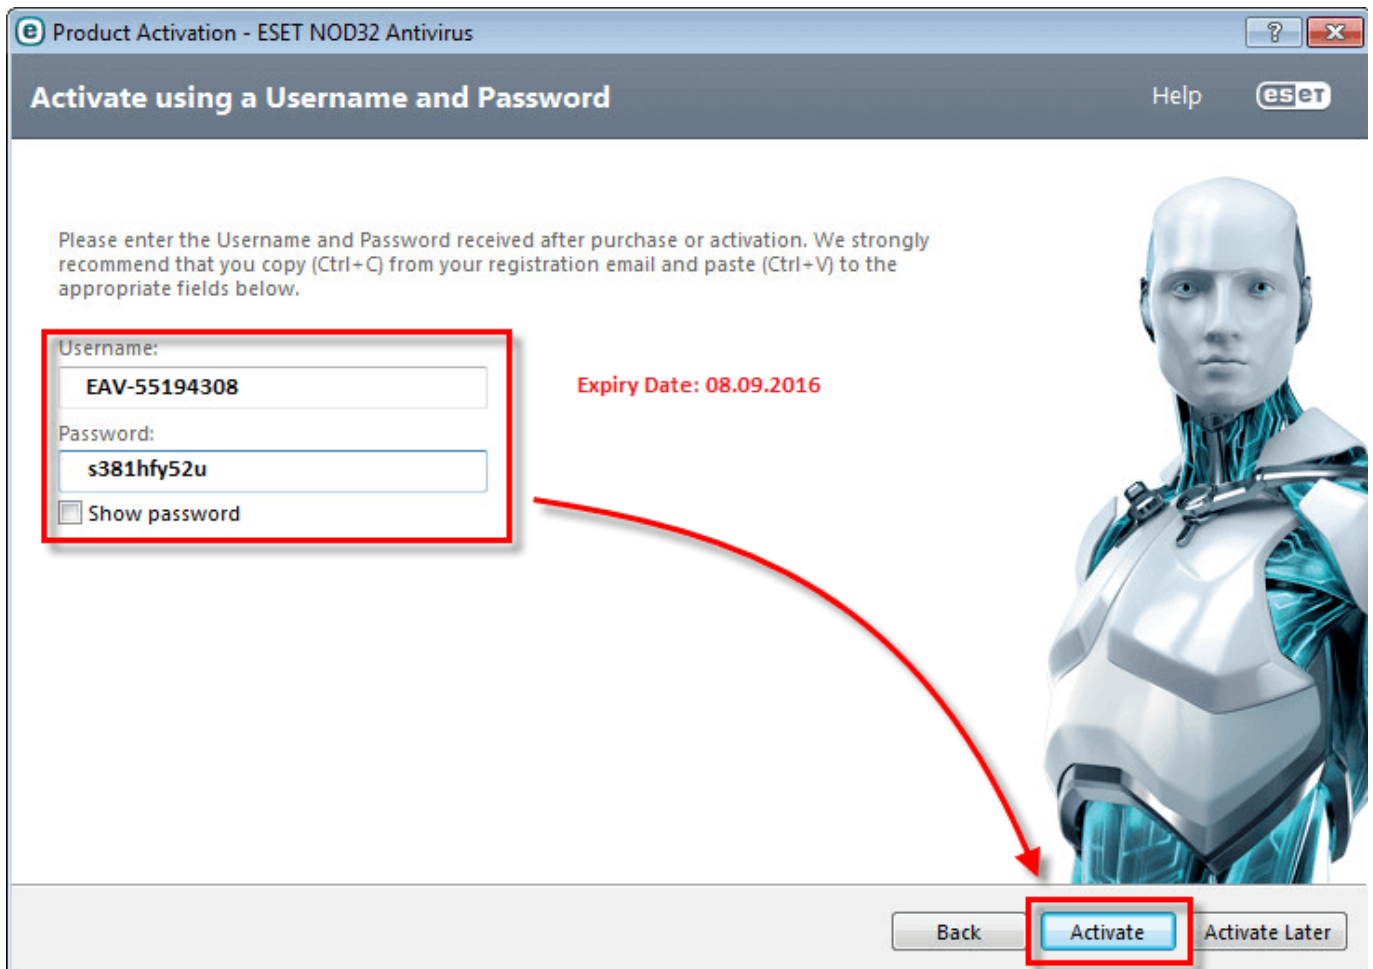 Product Activation - ESET NOD32 Antivirus
?
Activate using a Username and Password
Help
eset
Please enter the Username and Password received after purchase or activation. We strongly
recommend that you copy (Ctrl+C) from your registration email and paste (Ctrl+V) to the
appropriate fields below.
Username:
EAV-55194308
Expiry Date: 08.09.2016
Password:
s381hfy52u
Show password
Back
Activate
Activate Later